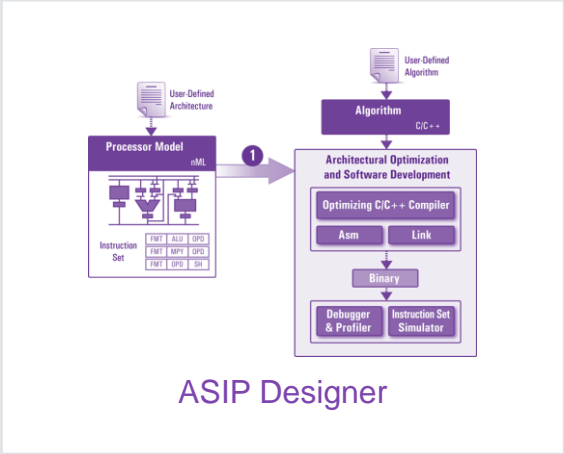 User-Defined
Architecture
Processor Model
nML
Instruction
Set
FMT ALU OPD
FMT MPY OPD
FMT OPD SH
1
User-Defined
Algorithm
Algorithm
C/C++
Architectural Optimization
and Software Development
Optimizing C/C++ Compiler
Asm
Link
Binary
Debugger
& Profiler
Instruction Set
Simulator
ASIP Designer